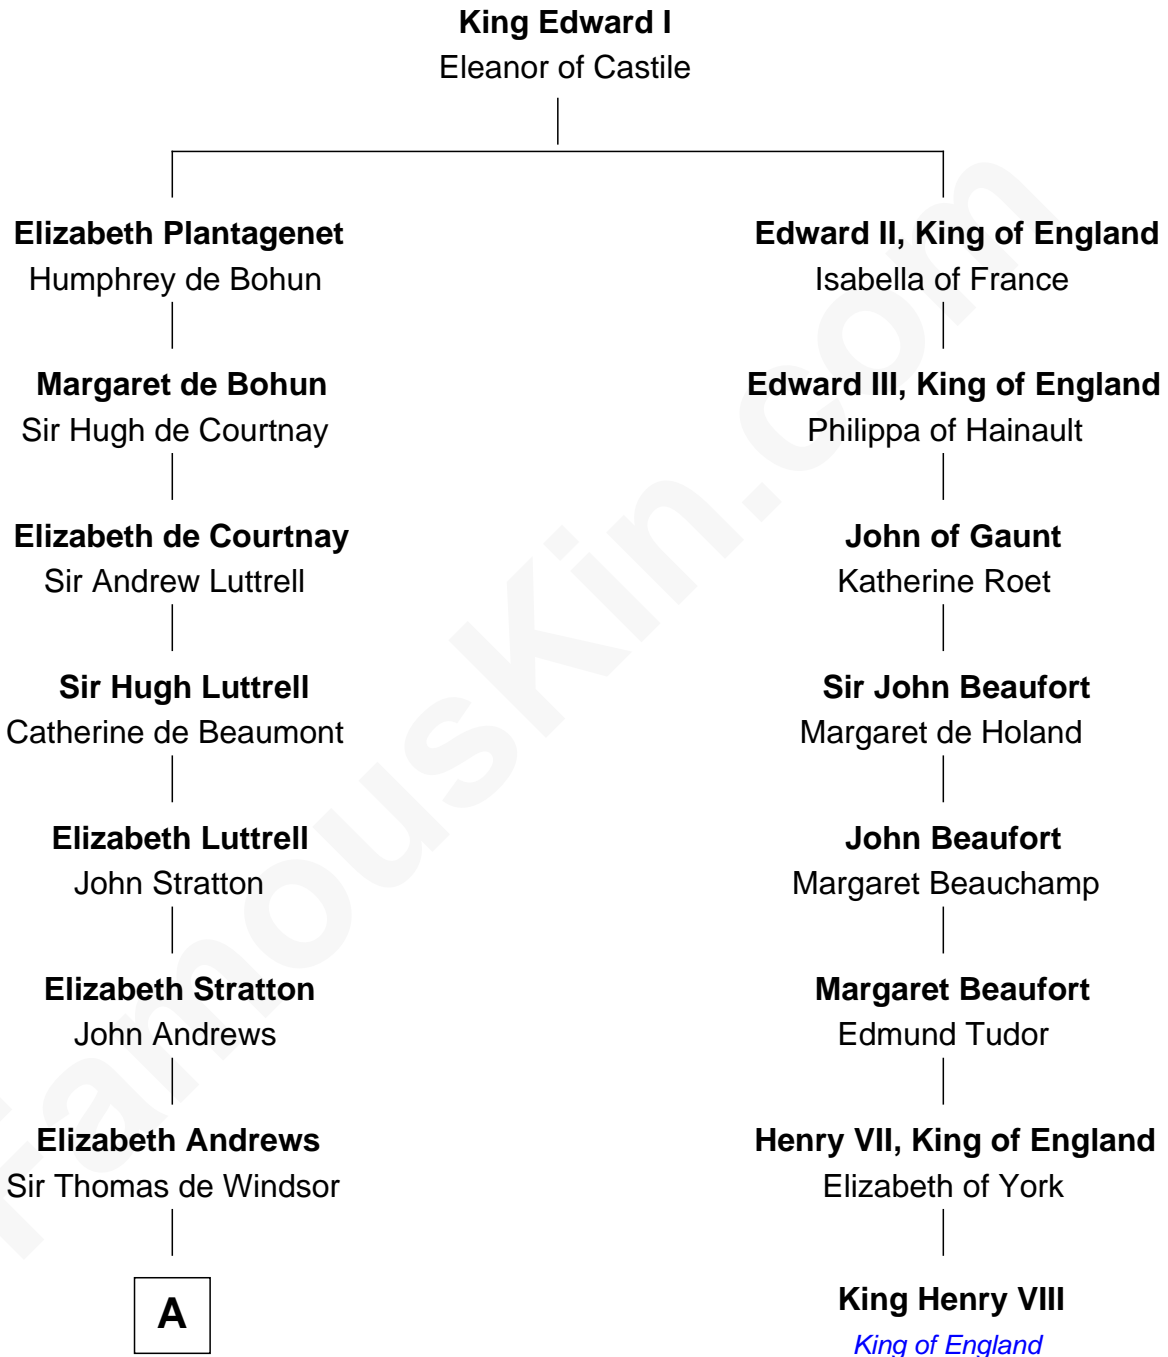 King Edward I
Eleanor of Castile
Elizabeth Plantagenet
Humphrey de Bohun
Edward II, King of England
Isabella of France
Margaret de Bohun
Sir Hugh de Courtnay
Edward III, King of England
Philippa of Hainault
Elizabeth de Courtnay
Sir Andrew Luttrell
John of Gaunt
Katherine Roet
Sir Hugh Luttrell
Catherine de Beaumont
Sir John Beaufort
Margaret de Holand
Elizabeth Luttrell
John Stratton
John Beaufort
Margaret Beauchamp
Elizabeth Stratton
John Andrews
Margaret Beaufort
Edmund Tudor
Elizabeth Andrews
Sir Thomas de Windsor
Henry VII, King of England
Elizabeth of York
A
King Henry VIII
King of England
FamousKin.com